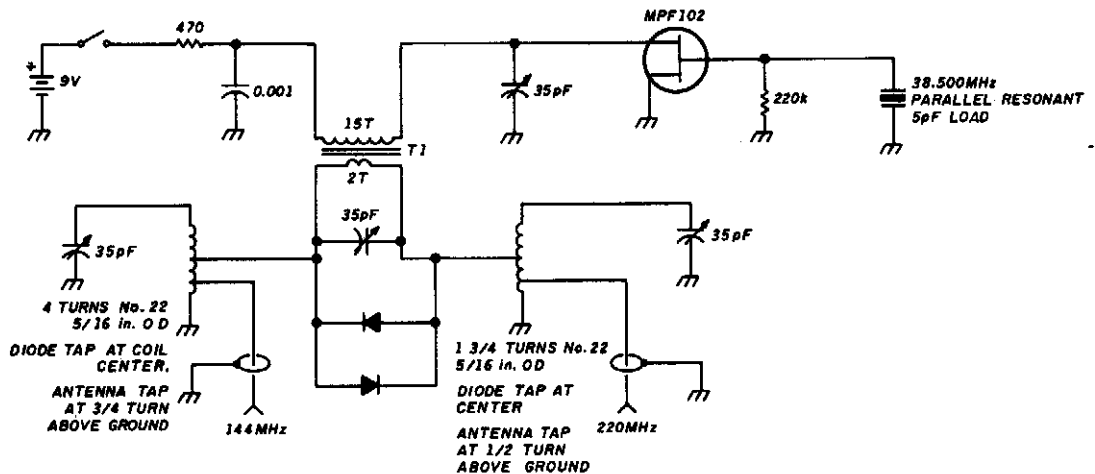 MPF102
470
+
9V
0.001
35pF
220k
38.500MHz
PARALLEL RESONANT
5pF LOAD
15T
T1
2T
35pF
35pF
35pF
4 TURNS No. 22
5/16 in. OD
DIODE TAP AT COIL
CENTER.
ANTENNA TAP
AT 3/4 TURN
ABOVE GROUND
144MHz
1 3/4 TURNS No. 22
5/16 in. OD
DIODE TAP AT
CENTER
ANTENNA TAP
AT 1/2 TURN
ABOVE GROUND
220MHz